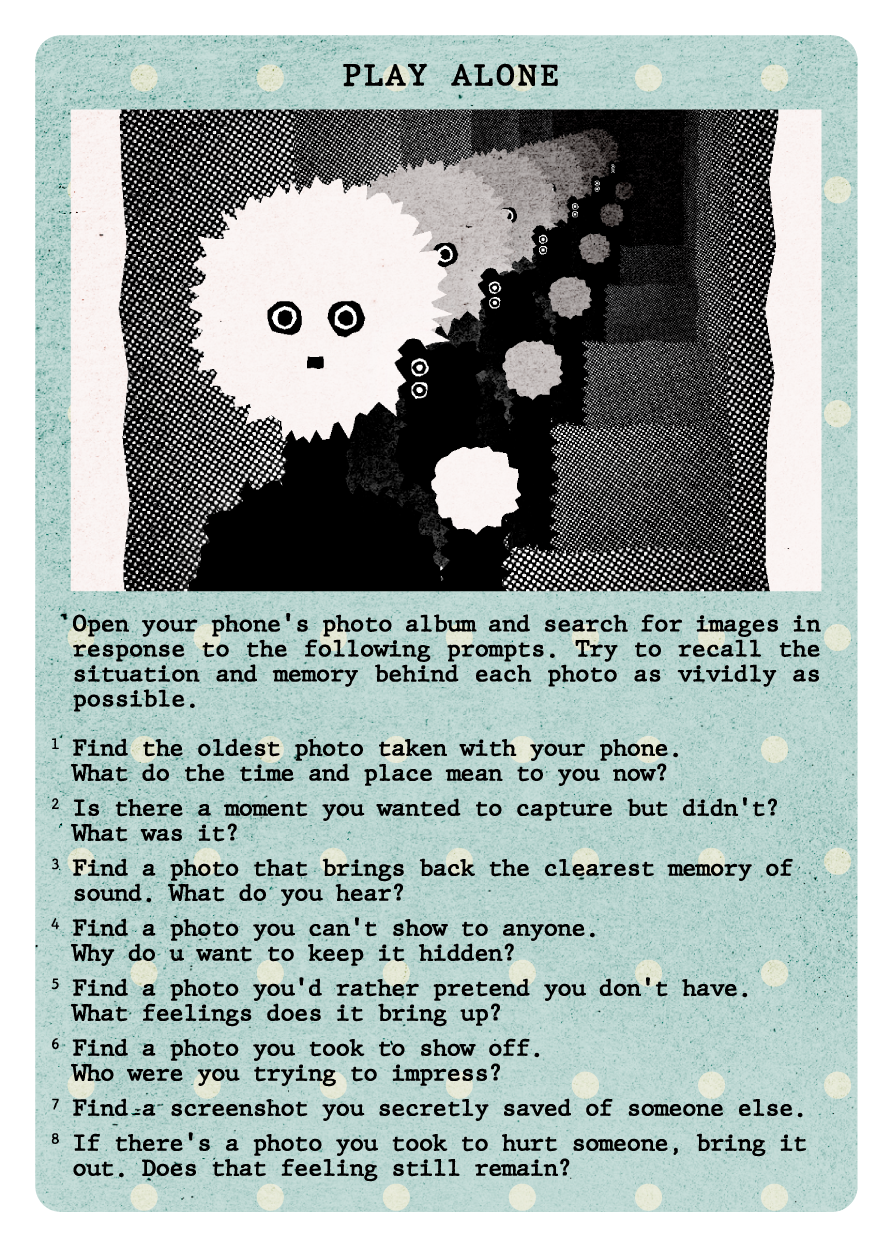 PLAY ALONE
Open your phone's photo album and search for images in
response to the following prompts. Try to recall the
situation and memory behind each photo as vividly as
possible.
1 Find the oldest photo taken with your phone.
What do the time and place mean to you now?
2 Is there a moment you wanted to capture but didn't?
What was it?
3 Find a photo that brings back the clearest memory of
sound. What do you hear?
4 Find a photo you can't show to anyone.
Why do u want to keep it hidden?
5 Find a photo you'd rather pretend you don't have.
What feelings does it bring up?
6 Find a photo you took to show off.
Who were you trying to impress?
7 Find a screenshot you secretly saved of someone else.
8 If there's a photo you took to hurt someone, bring it
out. Does that feeling still remain?